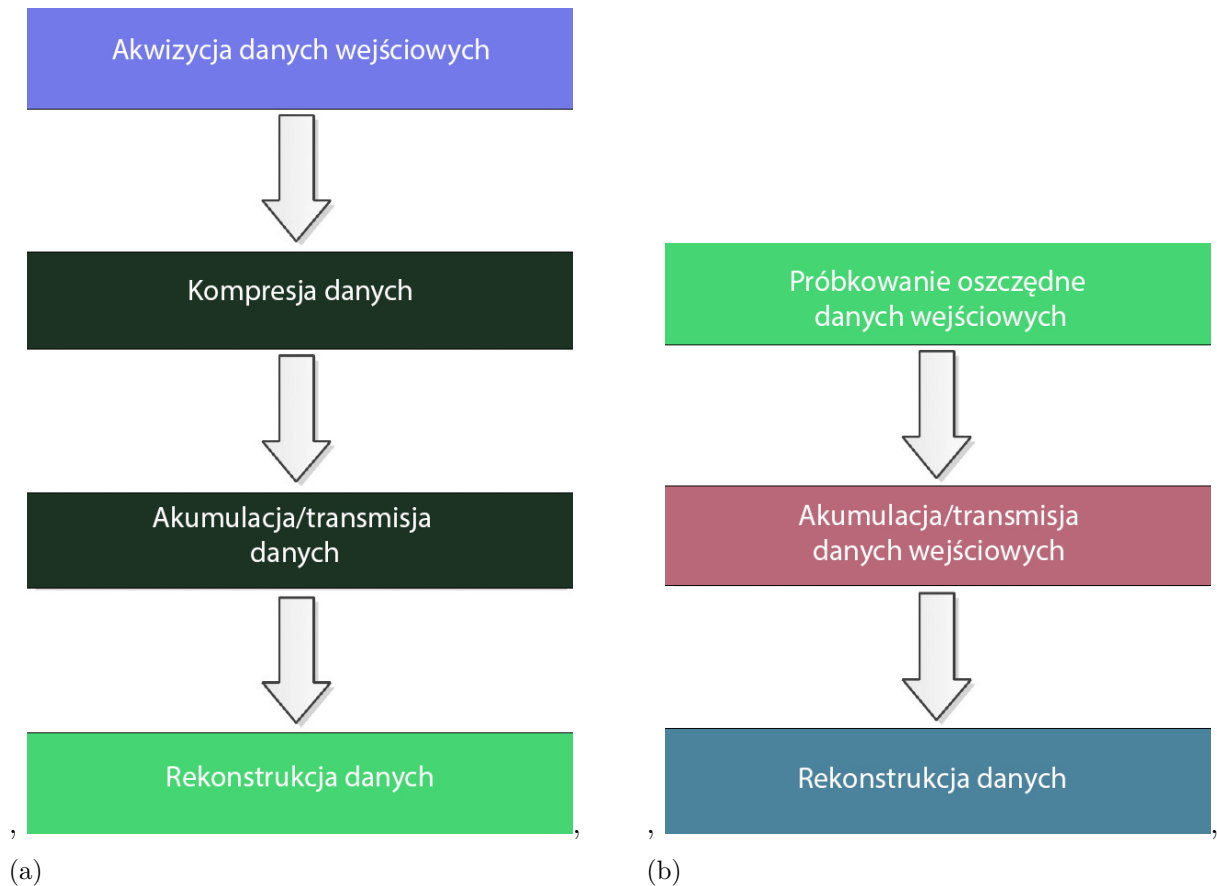 Akwizycja danych wejściowych
Kompresja danych
Akumulacja/transmisja
danych
Rekonstrukcja danych
, ,
(a)
Próbkowanie oszczędne
danych wejściowych
Akumulacja/transmisja
danych wejściowych
Rekonstrukcja danych
, ,
(b)